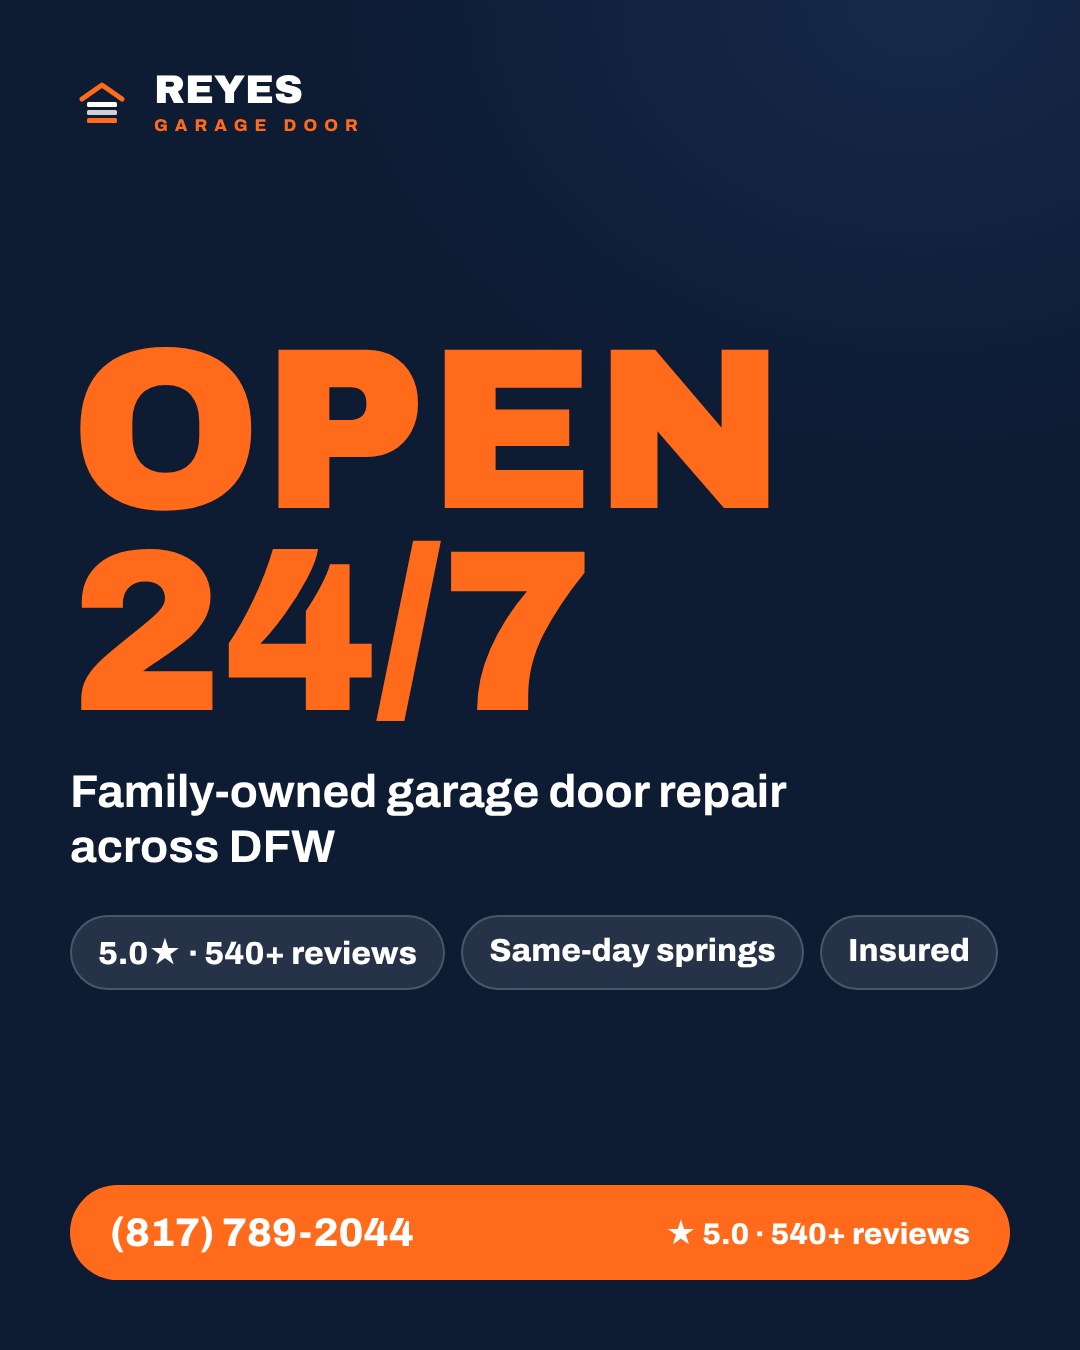 REYES
GARAGE DOOR
OPEN
24/7
Family-owned garage door repair
across DFW
5.0★ · 540+ reviews
Same-day springs
Insured
(817) 789-2044
★ 5.0 · 540+ reviews